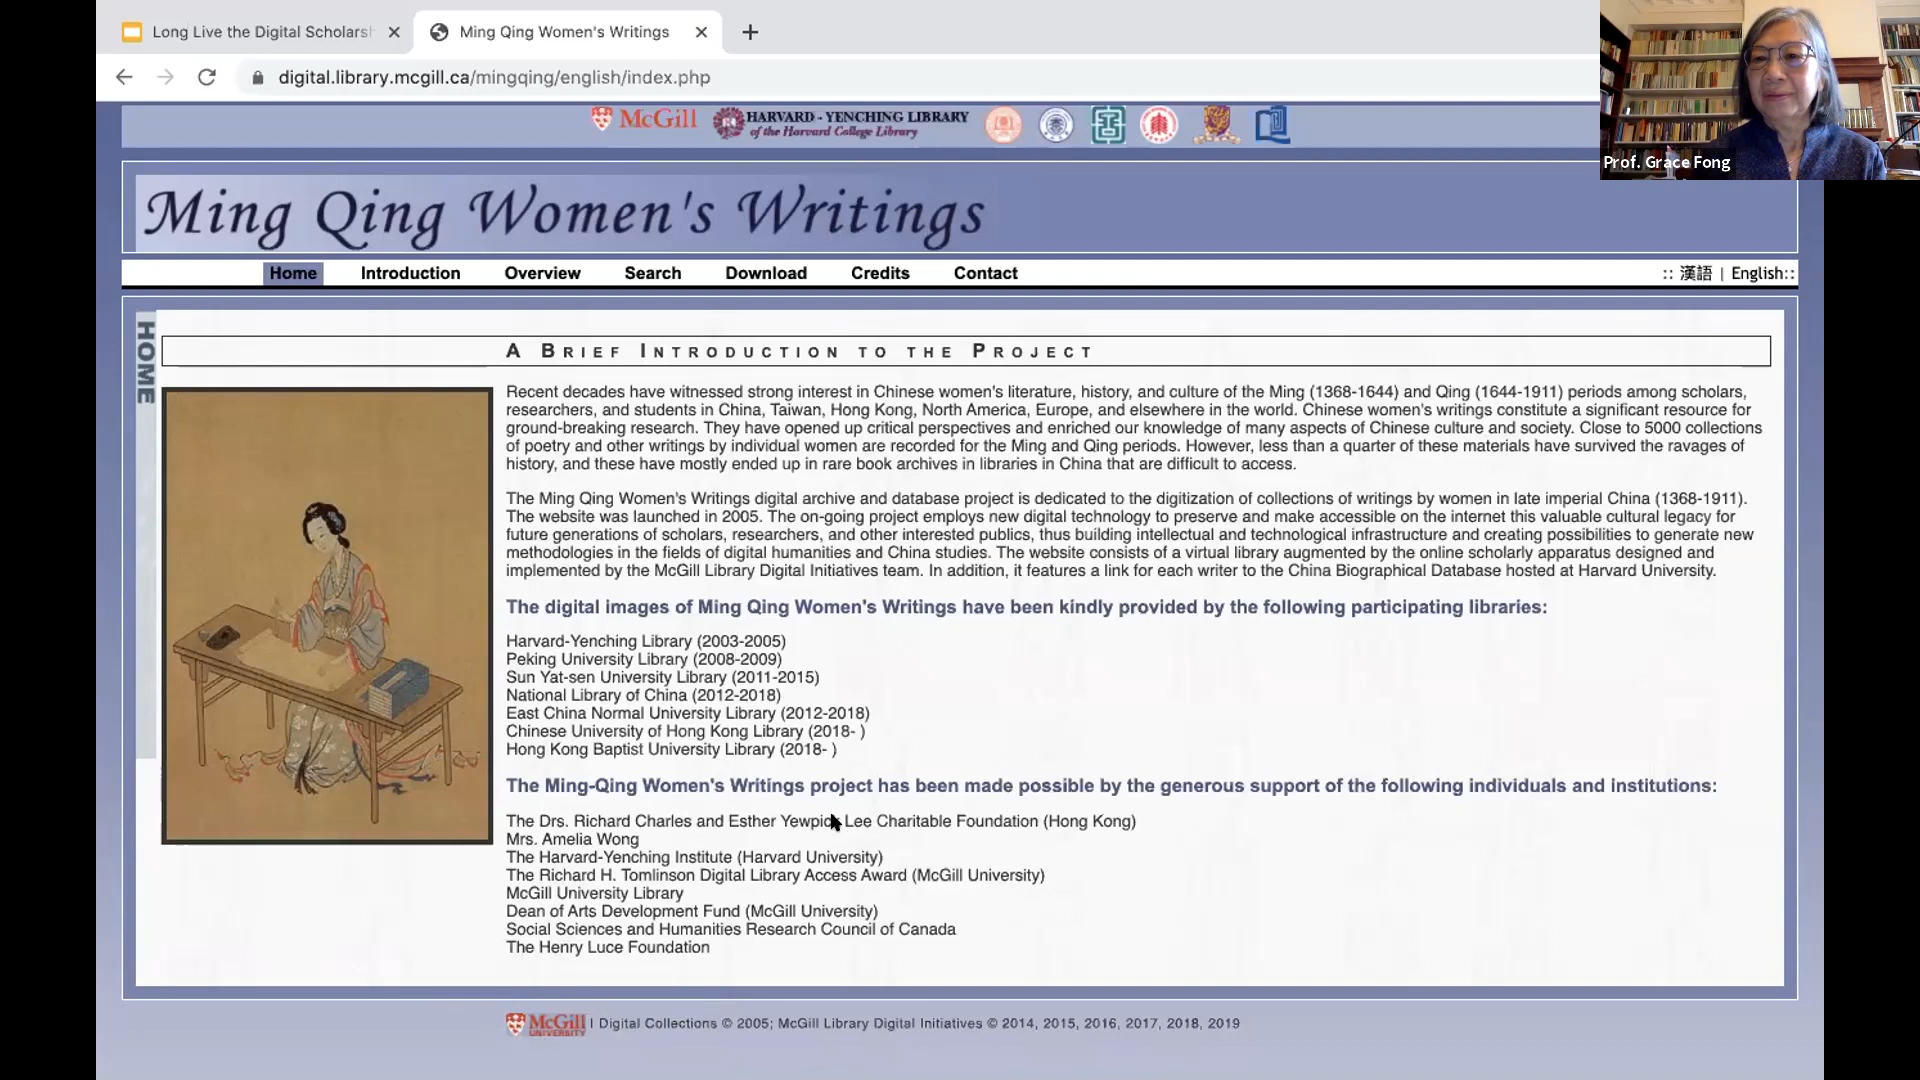 Long Live the Digital Scholarsh
Ming Qing Women's Writings
digital.library.mcgill.ca/mingqing/english/index.php
McGill
HARVARD - YENCHING LIBRARY
of the Harvard College Library
Prof. Grace Fong
Ming Qing Women's Writings
Home Introduction Overview Search Download Credits Contact
:: 漢語 | English::
HOME
A BRIEF INTRODUCTION TO THE PROJECT
Recent decades have witnessed strong interest in Chinese women's literature, history, and culture of the Ming (1368-1644) and Qing (1644-1911) periods among scholars,
researchers, and students in China, Taiwan, Hong Kong, North America, Europe, and elsewhere in the world. Chinese women's writings constitute a significant resource for
ground-breaking research. They have opened up critical perspectives and enriched our knowledge of many aspects of Chinese culture and society. Close to 5000 collections
of poetry and other writings by individual women are recorded for the Ming and Qing periods. However, less than a quarter of these materials have survived the ravages of
history, and these have mostly ended up in rare book archives in libraries in China that are difficult to access.
The Ming Qing Women's Writings digital archive and database project is dedicated to the digitization of collections of writings by women in late imperial China (1368-1911).
The website was launched in 2005. The on-going project employs new digital technology to preserve and make accessible on the internet this valuable cultural legacy for
future generations of scholars, researchers, and other interested publics, thus building intellectual and technological infrastructure and creating possibilities to generate new
methodologies in the fields of digital humanities and China studies. The website consists of a virtual library augmented by the online scholarly apparatus designed and
implemented by the McGill Library Digital Initiatives team. In addition, it features a link for each writer to the China Biographical Database hosted at Harvard University.
The digital images of Ming Qing Women's Writings have been kindly provided by the following participating libraries:
Harvard-Yenching Library (2003-2005)
Peking University Library (2008-2009)
Sun Yat-sen University Library (2011-2015)
National Library of China (2012-2018)
East China Normal University Library (2012-2018)
Chinese University of Hong Kong Library (2018- )
Hong Kong Baptist University Library (2018- )
The Ming-Qing Women's Writings project has been made possible by the generous support of the following individuals and institutions:
The Drs. Richard Charles and Esther Yewpick Lee Charitable Foundation (Hong Kong)
Mrs. Amelia Wong
The Harvard-Yenching Institute (Harvard University)
The Richard H. Tomlinson Digital Library Access Award (McGill University)
McGill University Library
Dean of Arts Development Fund (McGill University)
Social Sciences and Humanities Research Council of Canada
The Henry Luce Foundation
McGill UNIVERSITY | Digital Collections © 2005; McGill Library Digital Initiatives © 2014, 2015, 2016, 2017, 2018, 2019